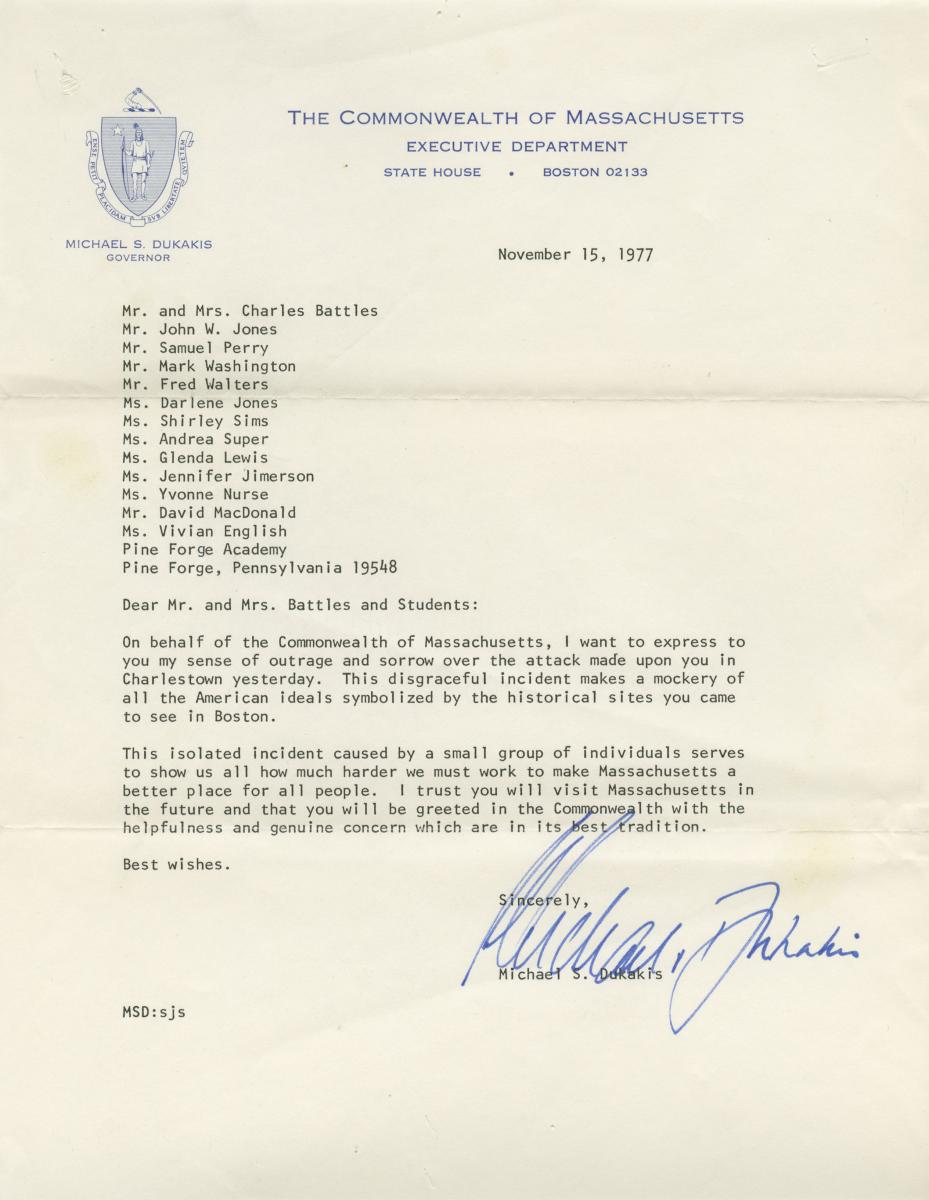 THE COMMONWEALTH OF MASSACHUSETTS
EXECUTIVE DEPARTMENT
STATE HOUSE • BOSTON 02133
ENSE PETIT PLACIDAM SVB LIBERTATE QVIETEM
MICHAEL S. DUKAKIS
GOVERNOR
November 15, 1977
Mr. and Mrs. Charles Battles
Mr. John W. Jones
Mr. Samuel Perry
Mr. Mark Washington
Mr. Fred Walters
Ms. Darlene Jones
Ms. Shirley Sims
Ms. Andrea Super
Ms. Glenda Lewis
Ms. Jennifer Jimerson
Ms. Yvonne Nurse
Mr. David MacDonald
Ms. Vivian English
Pine Forge Academy
Pine Forge, Pennsylvania 19548
Dear Mr. and Mrs. Battles and Students:
On behalf of the Commonwealth of Massachusetts, I want to express to
you my sense of outrage and sorrow over the attack made upon you in
Charlestown yesterday. This disgraceful incident makes a mockery of
all the American ideals symbolized by the historical sites you came
to see in Boston.
This isolated incident caused by a small group of individuals serves
to show us all how much harder we must work to make Massachusetts a
better place for all people. I trust you will visit Massachusetts in
the future and that you will be greeted in the Commonwealth with the
helpfulness and genuine concern which are in its best tradition.
Best wishes.
Sincerely,
Michael Dukakis
Michael S. Dukakis
MSD:sjs